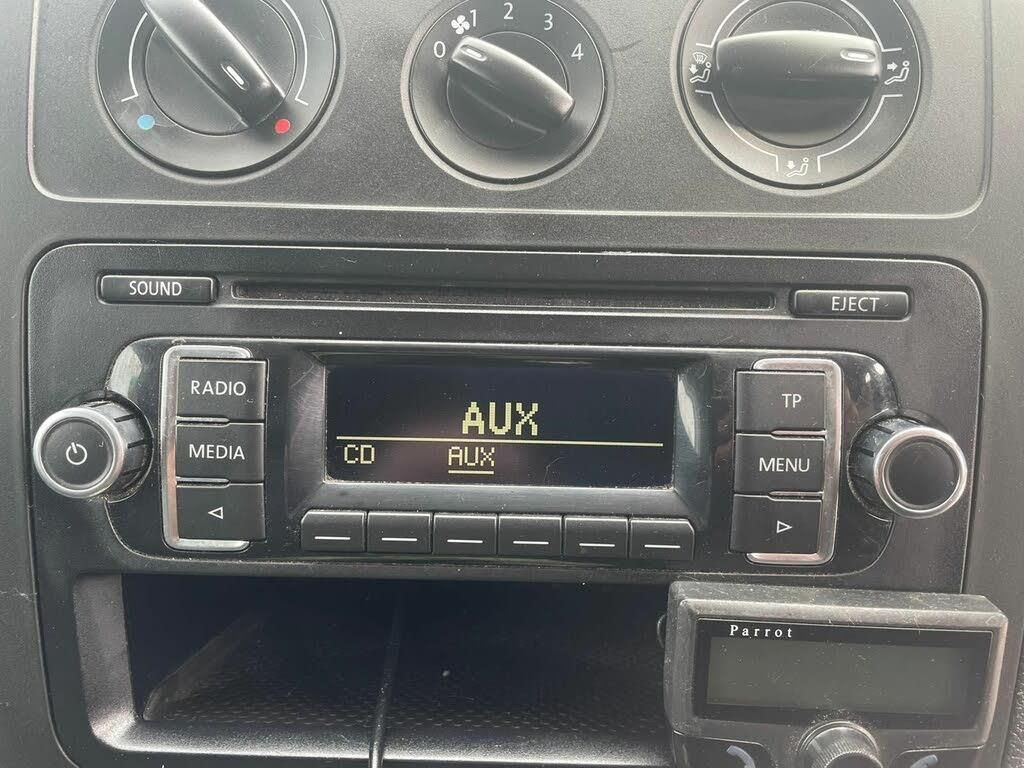 0 1 2 3 4
SOUND
EJECT
RADIO
MEDIA
AUX
CD AUX
TP
MENU
Parrot